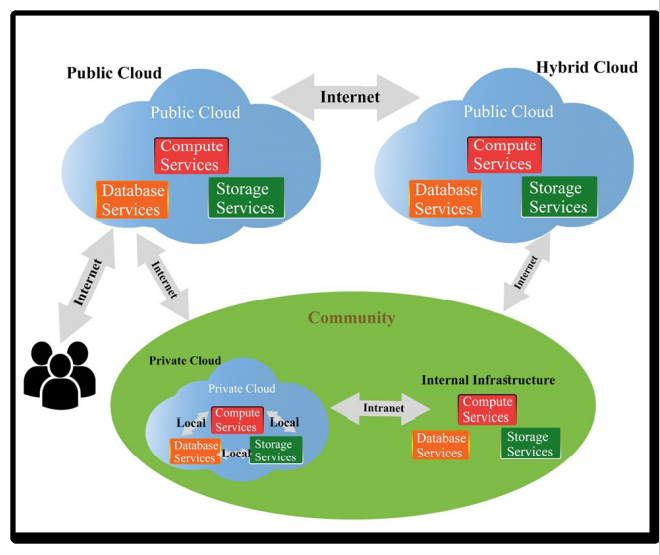 Public Cloud
Hybrid Cloud
Internet
Public Cloud
Compute
Services
Database
Services
Storage
Services
Public Cloud
Compute
Services
Database
Services
Storage
Services
Internet
Internet
Internet
Community
Private Cloud
Private Cloud
Compute
Services
Local
Local
Database
Services
Local
Storage
Services
Intranet
Internal Infrastructure
Compute
Services
Database
Services
Storage
Services